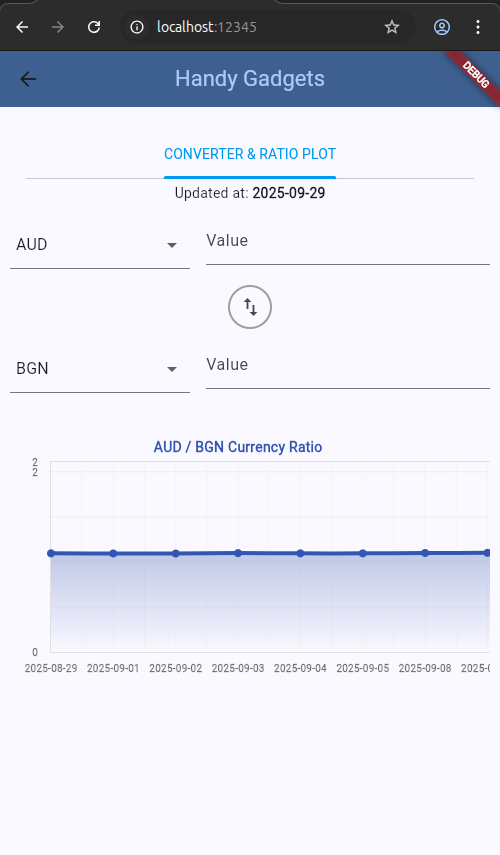 localhost:12345
Handy Gadgets
DEBUG
CONVERTER & RATIO PLOT
Updated at: 2025-09-29
AUD Value
BGN Value
AUD / BGN Currency Ratio
2
2
0
2025-08-29 2025-09-01 2025-09-02 2025-09-03 2025-09-04 2025-09-05 2025-09-08 2025-0